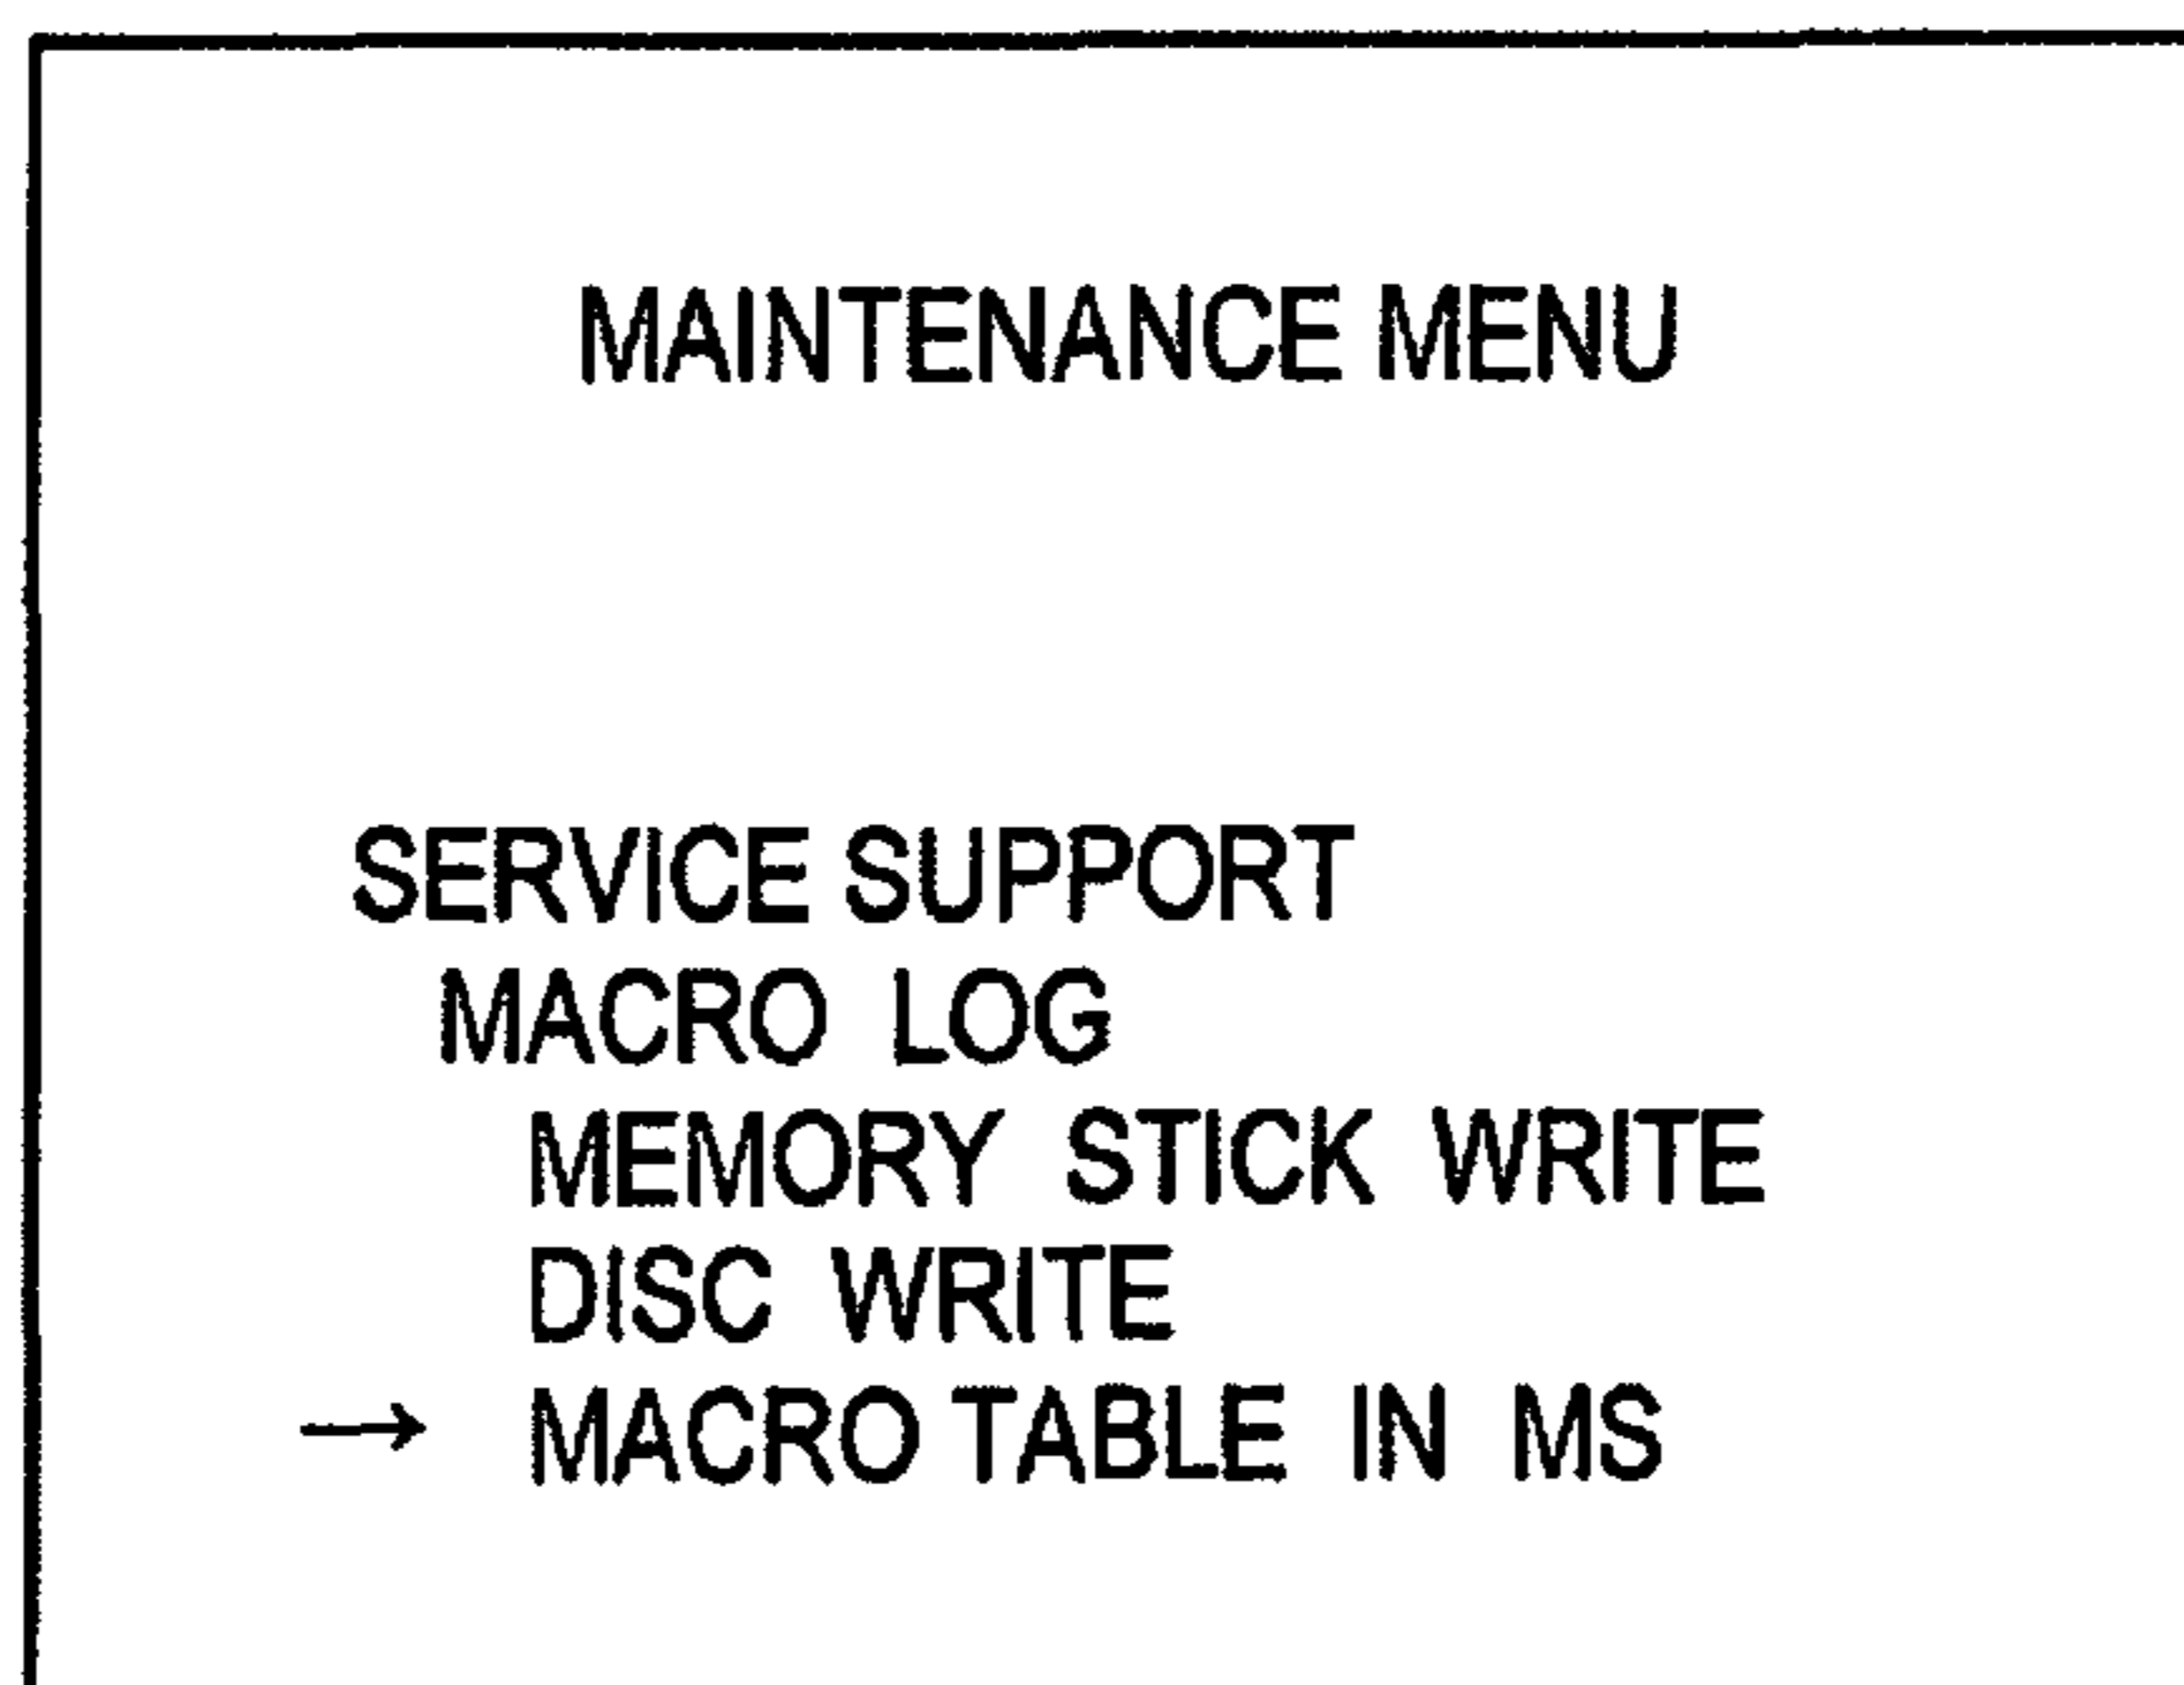 MAINTENANCE MENU
SERVICE SUPPORT
MACRO LOG
MEMORY STICK WRITE
DISC WRITE
→ MACRO TABLE IN MS